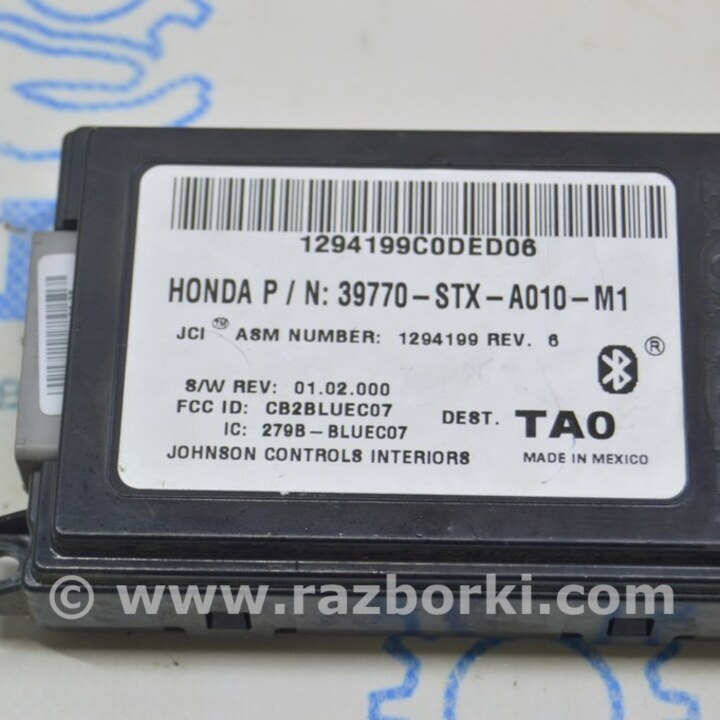 1294199C0DED06
HONDA P / N: 39770-STX-A010-M1
JCI™ ASM NUMBER: 1294199 REV. 6
®
S/W REV: 01.02.000
FCC ID: CB2BLUEC07
IC: 279B-BLUEC07
DEST. TAO
JOHNSON CONTROLS INTERIORS
MADE IN MEXICO
© www.razborki.com